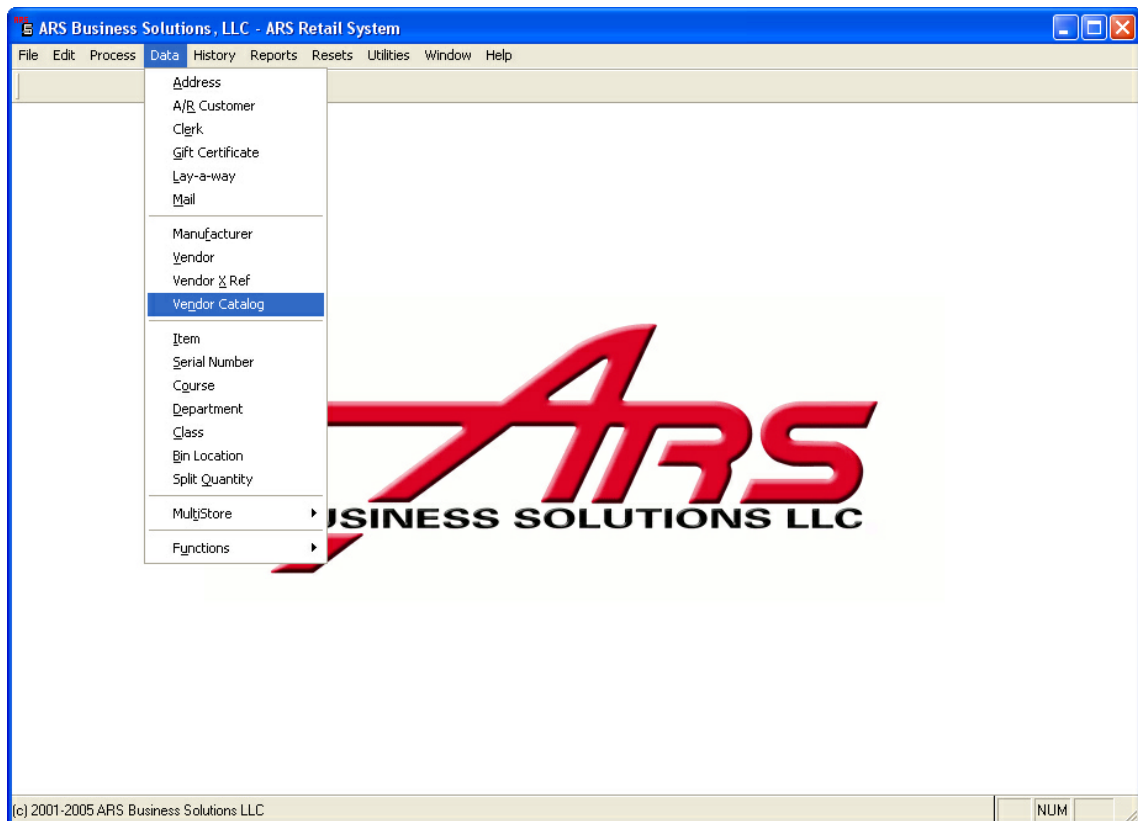 ARS Business Solutions, LLC - ARS Retail System
File Edit Process Data History Reports Resets Utilities Window Help
Address
A/R Customer
Clerk
Gift Certificate
Lay-a-way
Mail
Manufacturer
Vendor
Vendor X Ref
Vendor Catalog
Item
Serial Number
Course
Department
Class
Bin Location
Split Quantity
MultiStore
Functions
ARS
USINESS SOLUTIONS LLC
(c) 2001-2005 ARS Business Solutions LLC NUM